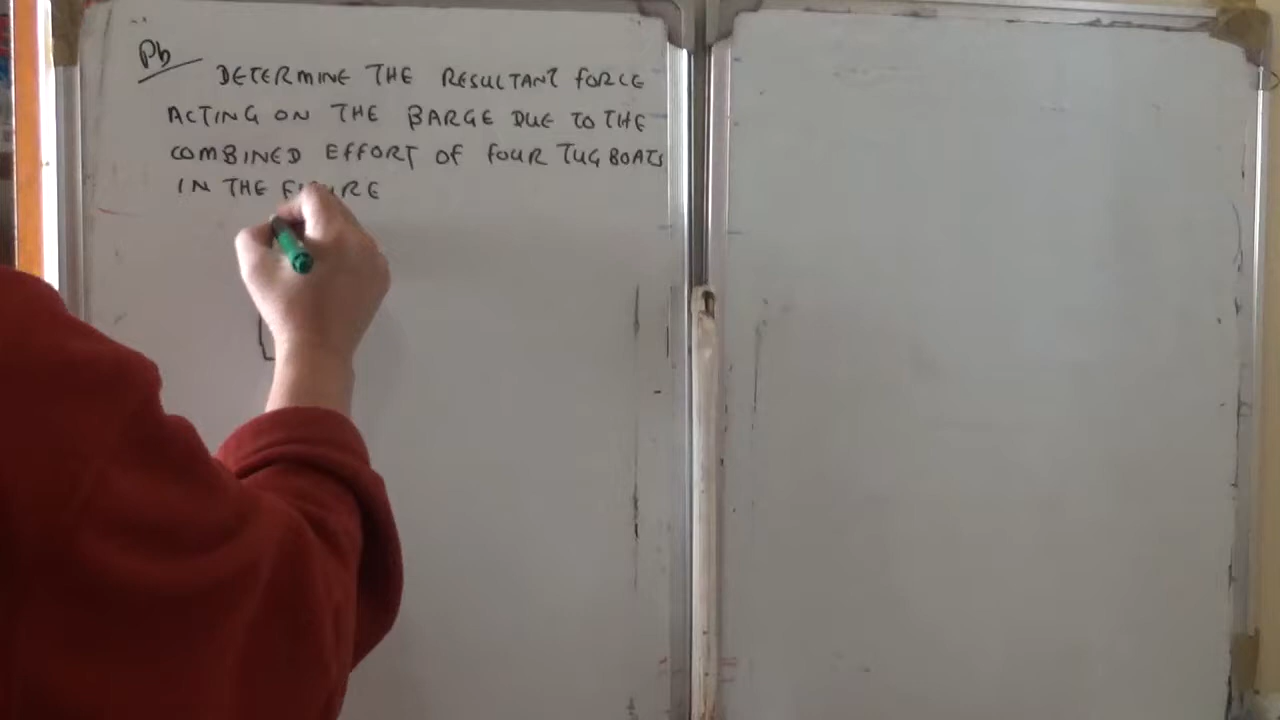 Pb
DETERMINE THE RESULTANT FORCE
ACTING ON THE BARGE DUE TO THE
COMBINED EFFORT OF FOUR TUG BOATS
IN THE FIGURE